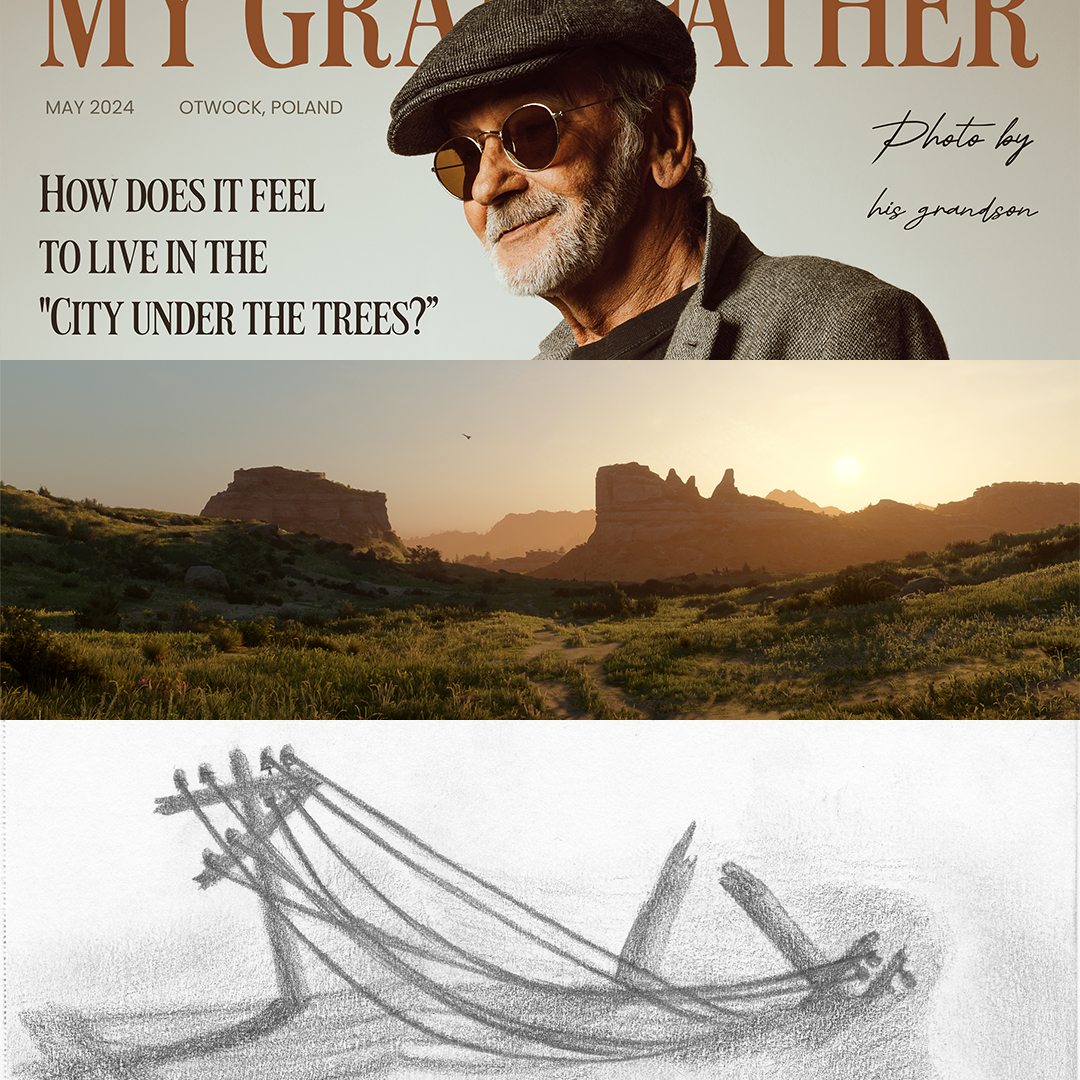 MY GRA ATHER
MAY 2024 OTWOCK, POLAND
Photo by
his grandson
HOW DOES IT FEEL
TO LIVE IN THE
"CITY UNDER THE TREES?”